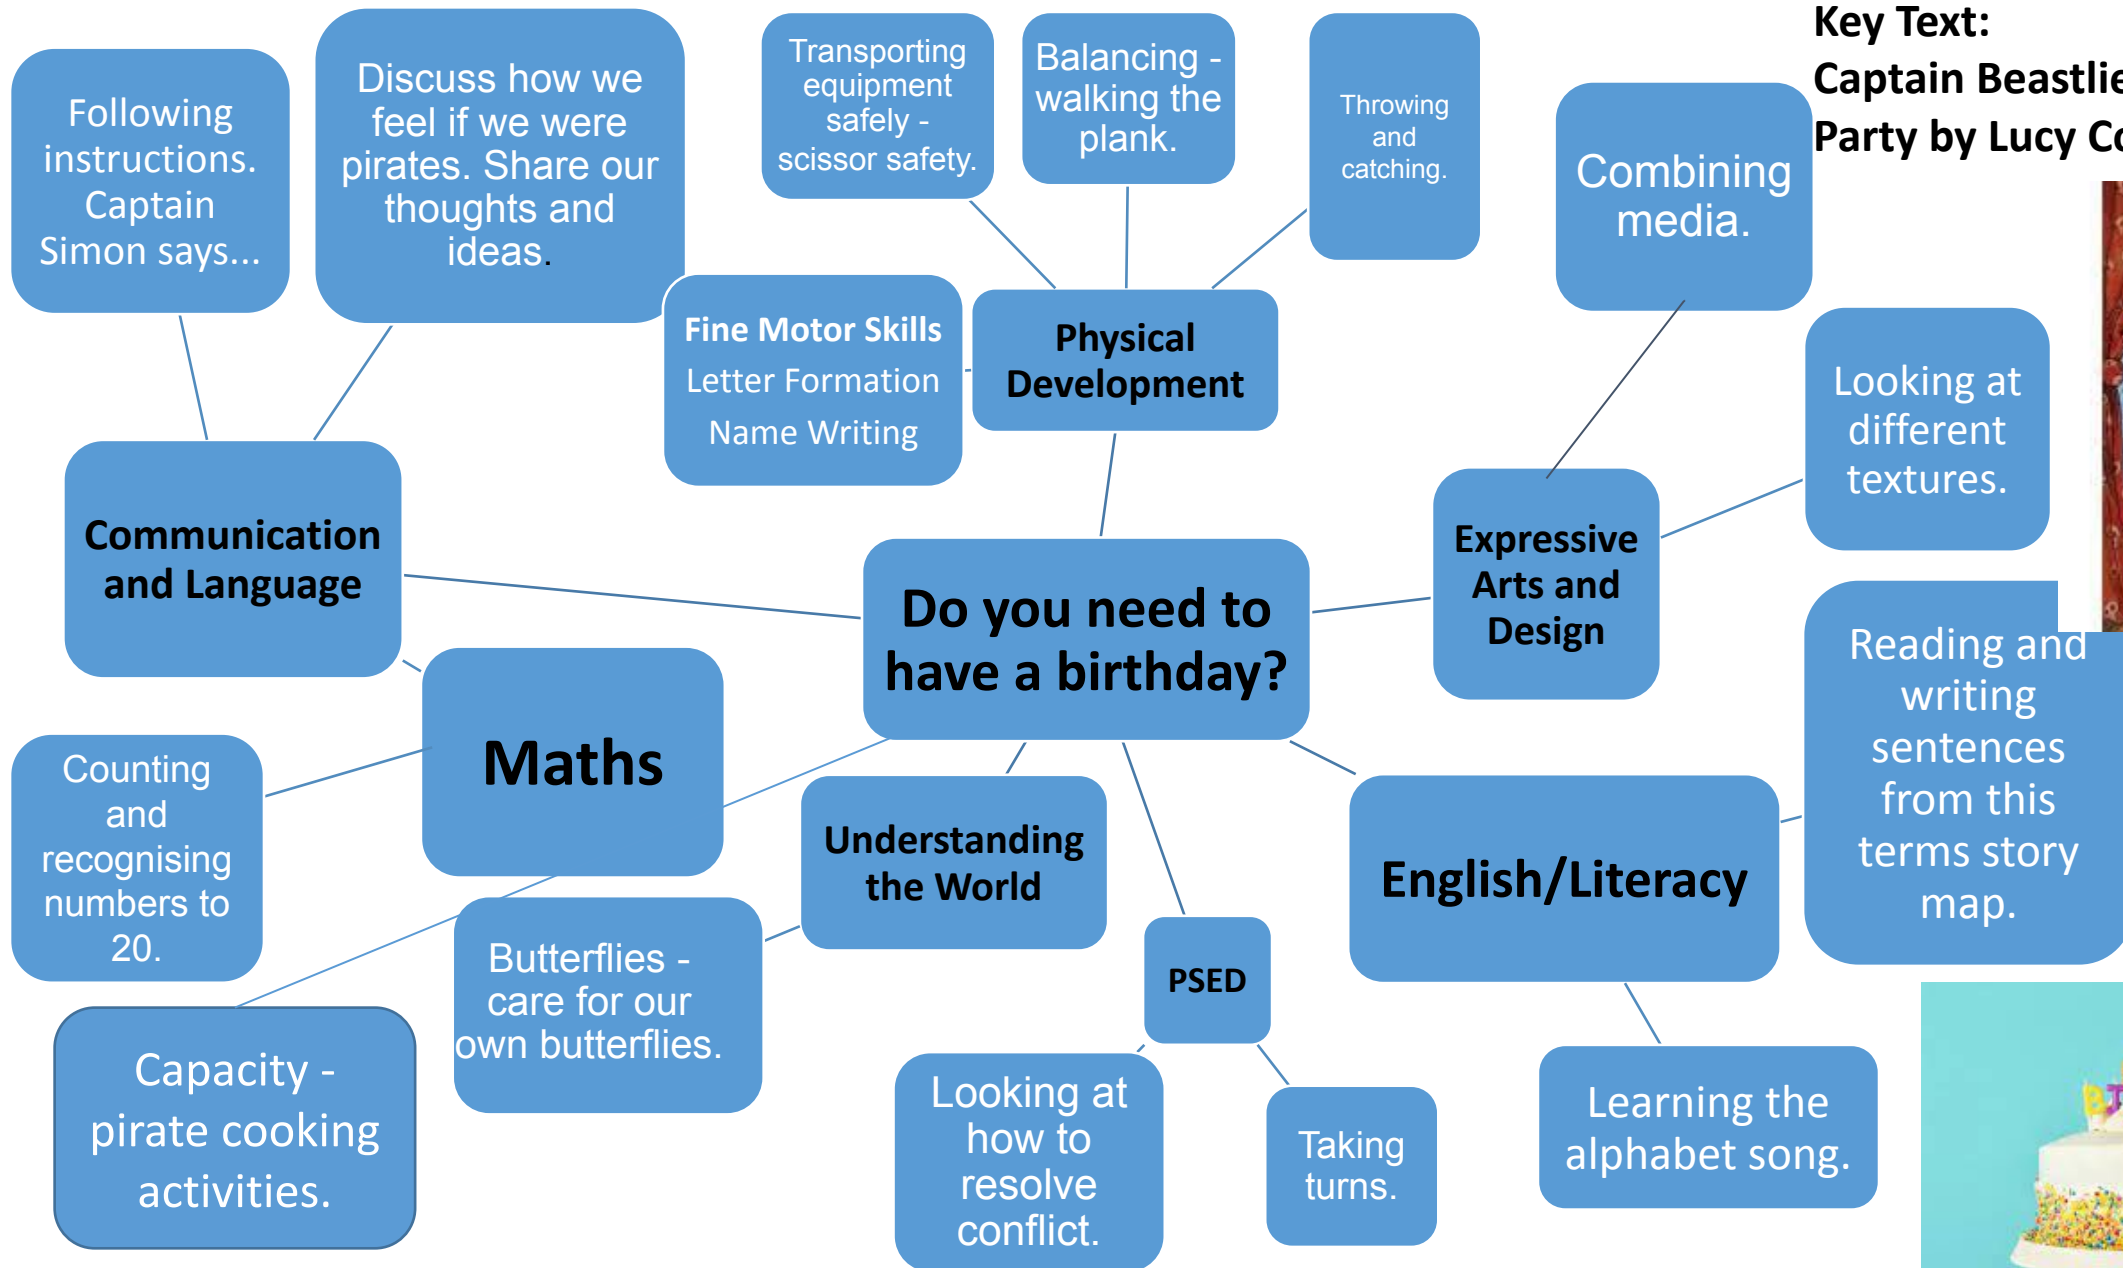 Key Text:
Captain Beastlie
Party by Lucy Co
Following
instructions.
Captain
Simon says...
Discuss how we
feel if we were
pirates. Share our
thoughts and
ideas.
Transporting
equipment
safely -
scissor safety.
Balancing -
walking the
plank.
Throwing
and
catching.
Combining
media.
Fine Motor Skills
Letter Formation
Name Writing
Physical
Development
Looking at
different
textures.
Communication
and Language
Expressive
Arts and
Design
Do you need to
have a birthday?
Reading and
writing
sentences
from this
terms story
map.
Maths
Counting
and
recognising
numbers to
20.
Understanding
the World
English/Literacy
Butterflies -
care for our
own butterflies.
PSED
Capacity -
pirate cooking
activities.
Looking at
how to
resolve
conflict.
Taking
turns.
Learning the
alphabet song.